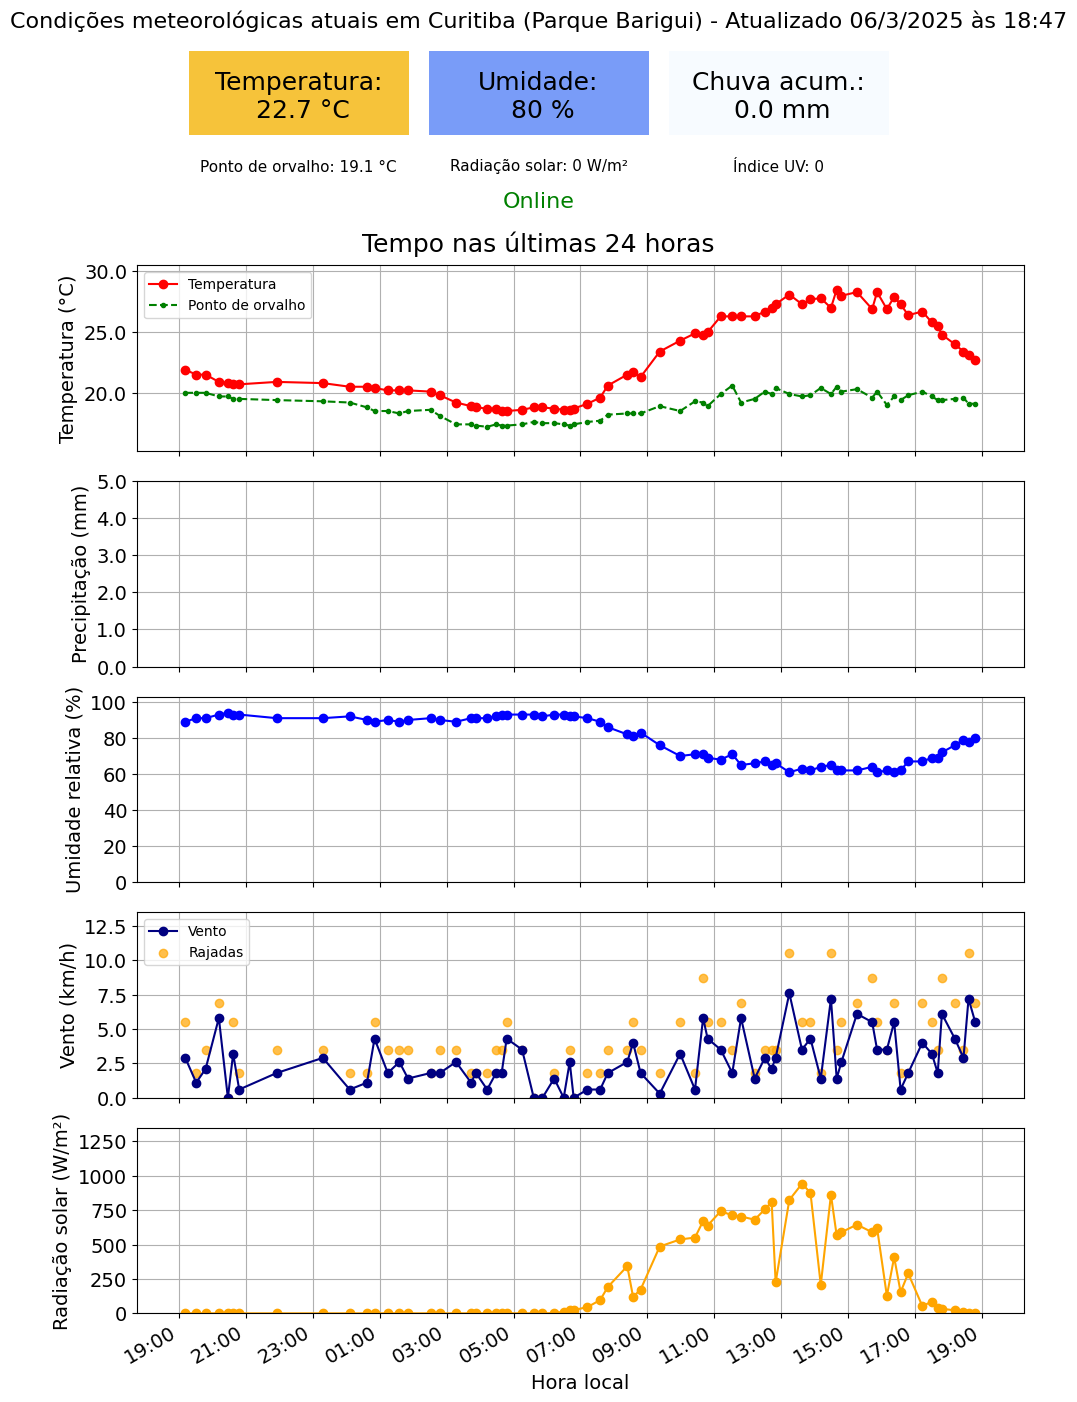 Condições meteorológicas atuais em Curitiba (Parque Barigui) - Atualizado 06/3/2025 às 18:47
Temperatura:
22.7 °C
Umidade:
80 %
Chuva acum.:
0.0 mm
Ponto de orvalho: 19.1 °C
Radiação solar: 0 W/m²
Índice UV: 0
Online
Tempo nas últimas 24 horas
Temperatura (°C)
30.0
25.0
20.0
Temperatura
Ponto de orvalho
Precipitação (mm)
5.0
4.0
3.0
2.0
1.0
0.0
Umidade relativa (%)
100
80
60
40
20
0
Vento (km/h)
12.5
10.0
7.5
5.0
2.5
0.0
Vento
Rajadas
Radiação solar (W/m²)
1250
1000
750
500
250
0
19:00
21:00
23:00
01:00
03:00
05:00
07:00
09:00
11:00
13:00
15:00
17:00
19:00
Hora local